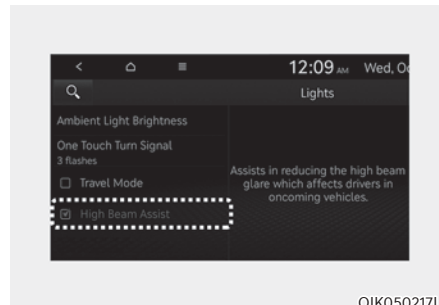 12:09 AM Wed, Oc
Lights
Ambient Light Brightness
One Touch Turn Signal
3 flashes
Travel Mode
High Beam Assist
Assists in reducing the high beam
glare which affects drivers in
oncoming vehicles.
OIK050217L